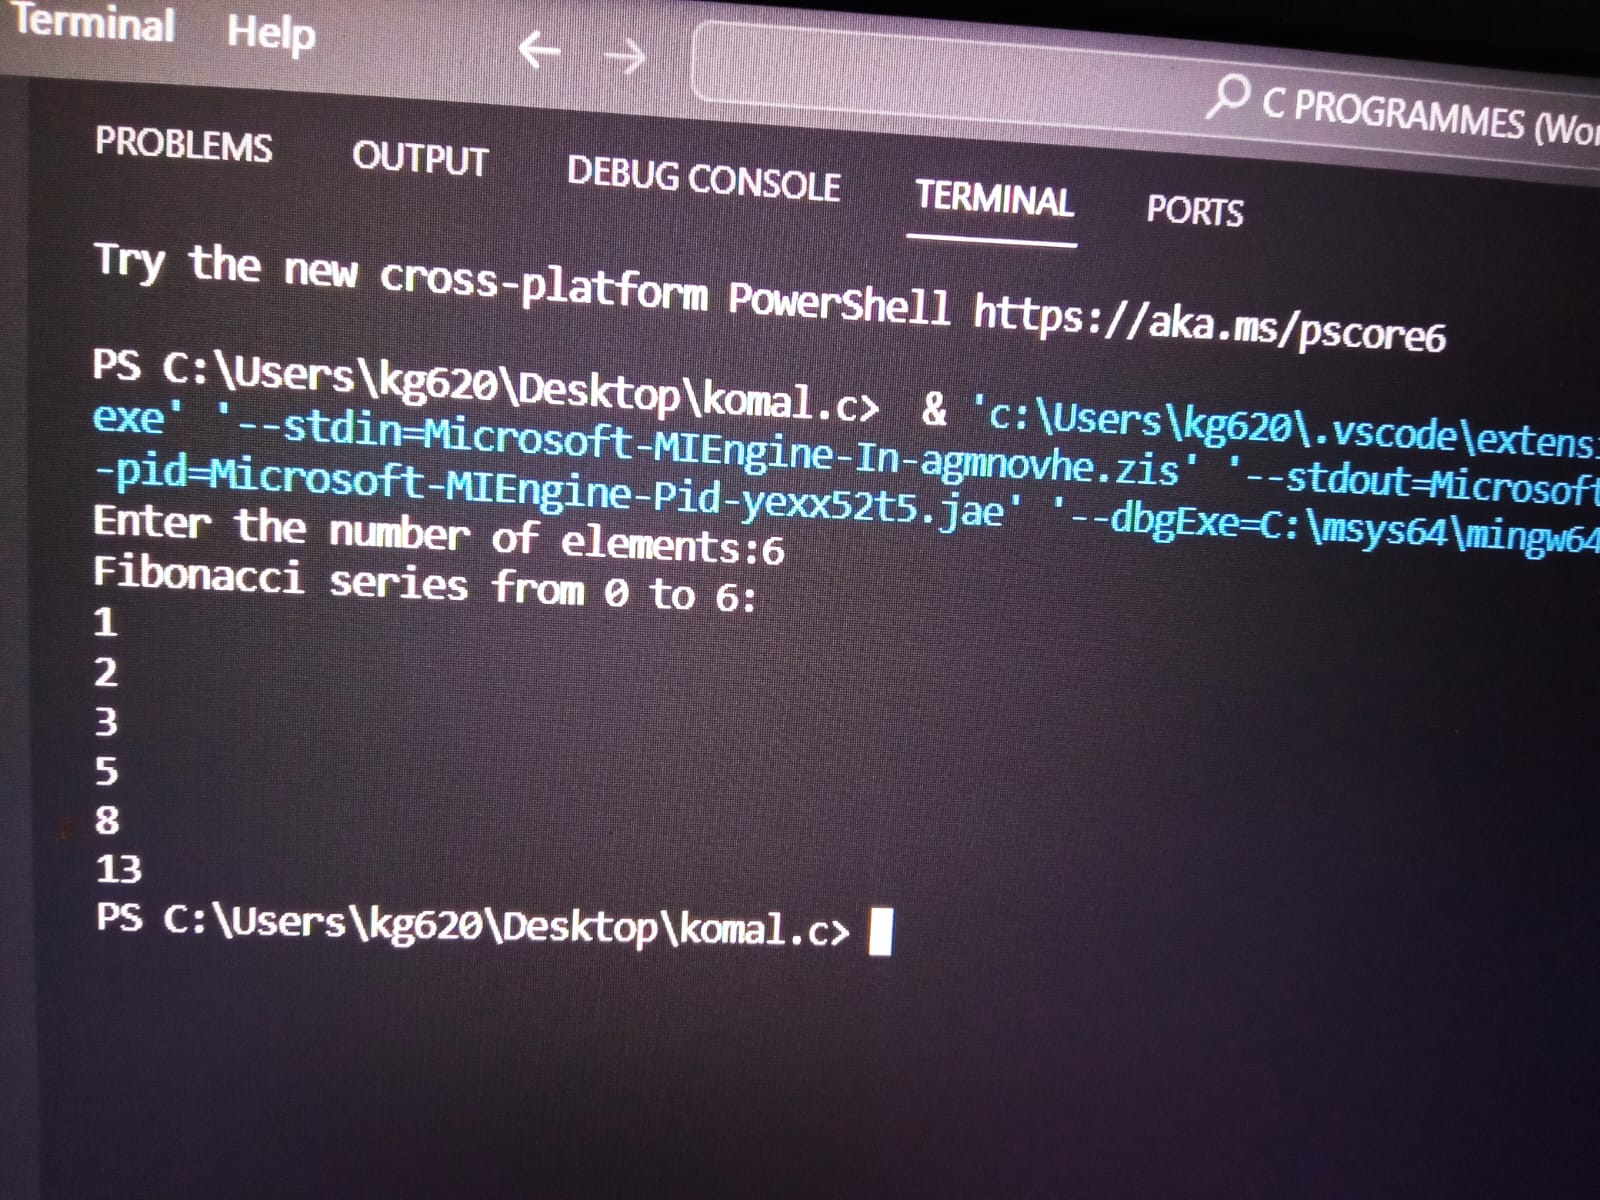 Terminal Help ← → C PROGRAMMES
PROBLEMS OUTPUT DEBUG CONSOLE TERMINAL PORTS
Try the new cross-platform PowerShell https://aka.ms/pscore6
PS C:\Users\kg620\Desktop\komal.c> & 'c:\Users\kg620\.vscode\extensi
exe' '--stdin=Microsoft-MIEngine-In-agmnovhe.zis' '--stdout=Microsoft
-pid=Microsoft-MIEngine-Pid-yexx52t5.jae' '--dbgExe=C:\msys64\mingw64
Enter the number of elements:6
Fibonacci series from 0 to 6:
1
2
3
5
8
13
PS C:\Users\kg620\Desktop\komal.c>